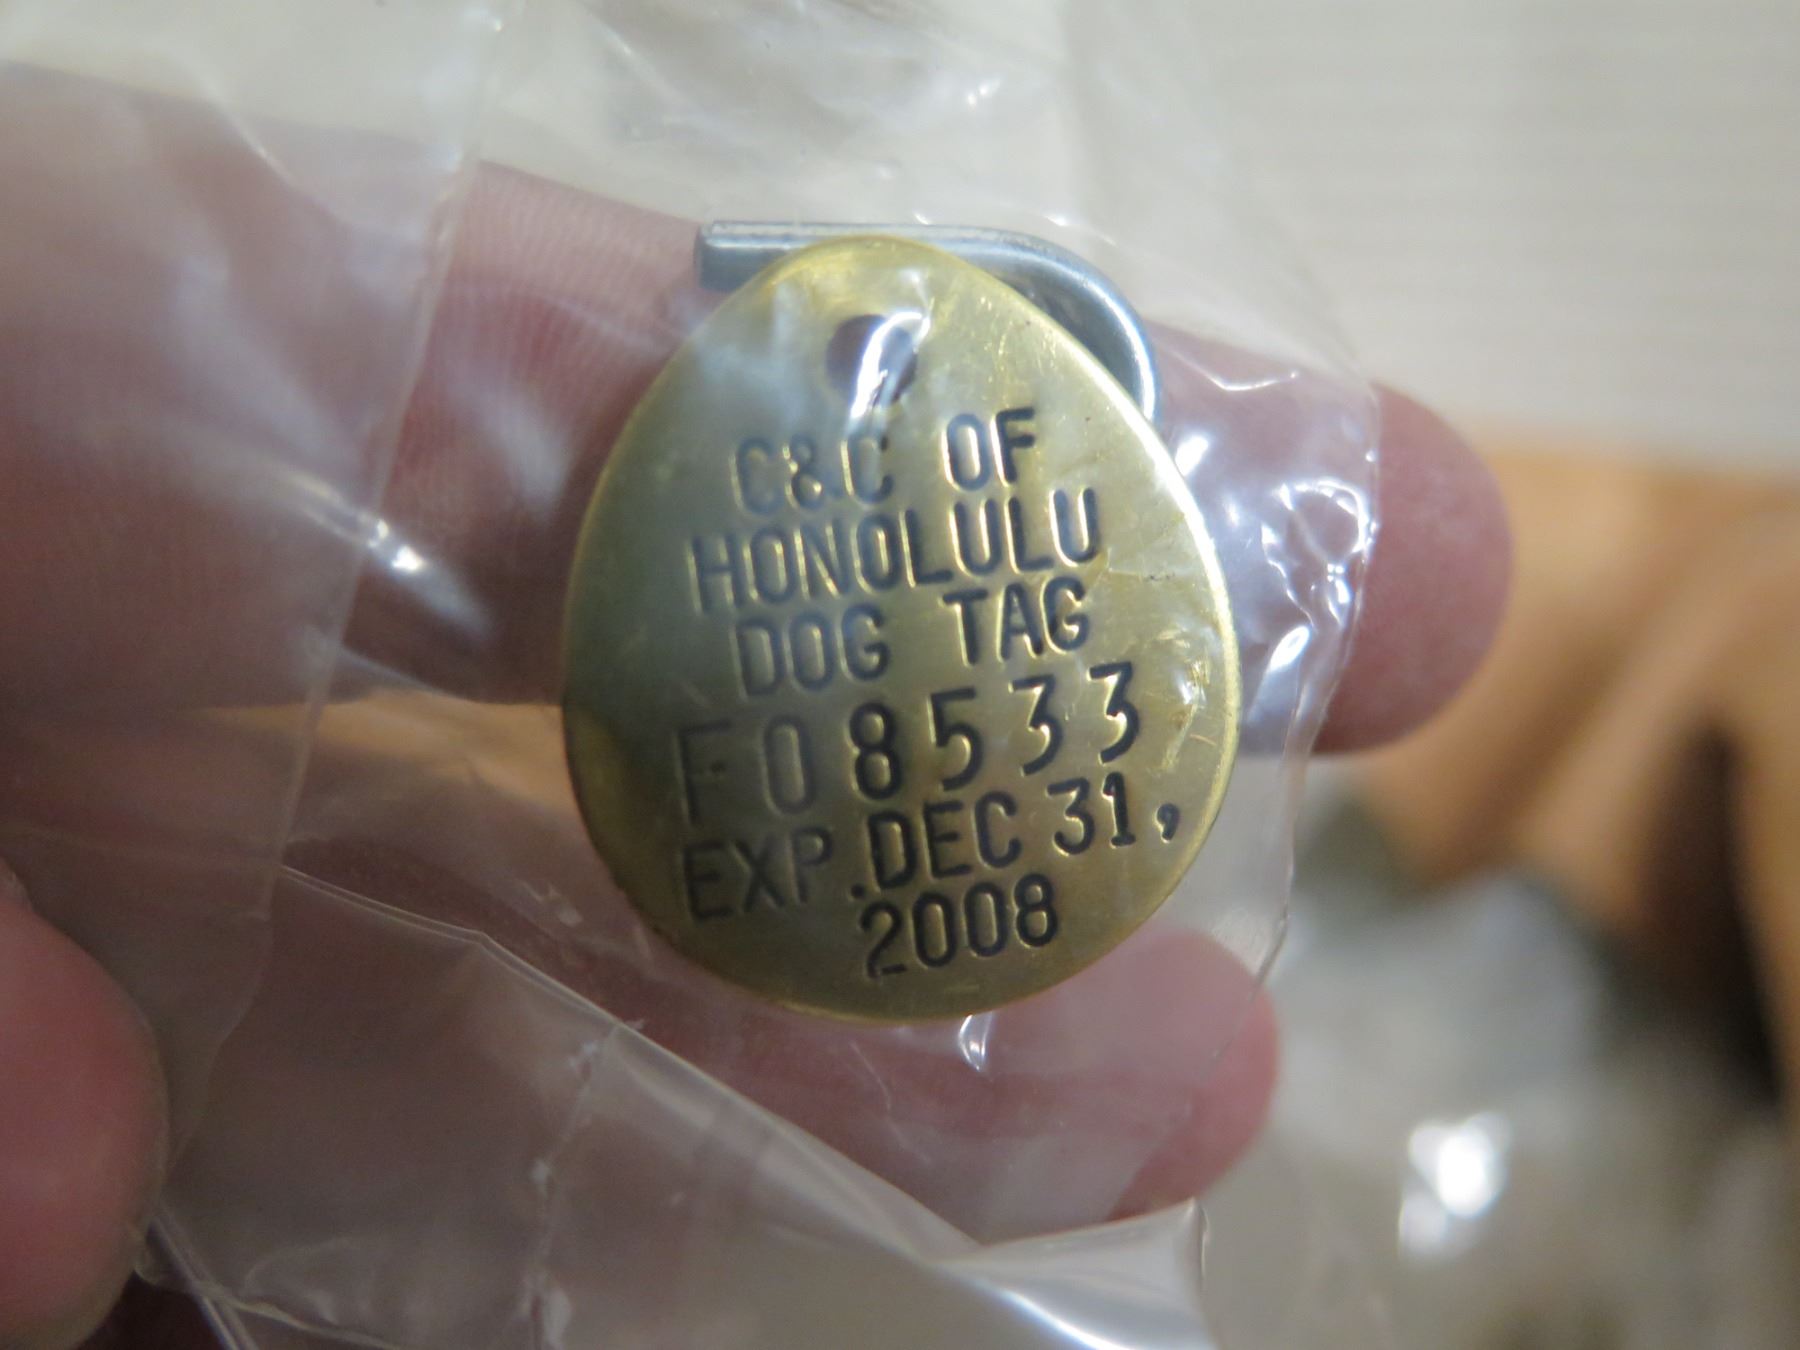 C&C OF
HONOLULU
DOG TAG
F08533
EXP.DEC 31,
2008